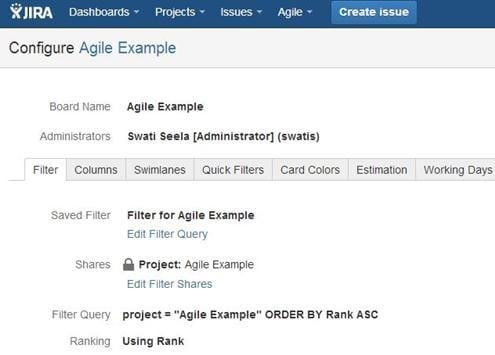 JIRA Dashboards Projects Issues Agile Create issue
Configure Agile Example
Board Name Agile Example
Administrators Swati Seela [Administrator] (swatis)
Filter Columns Swimlanes Quick Filters Card Colors Estimation Working Days
Saved Filter Filter for Agile Example
Edit Filter Query
Shares Project: Agile Example
Edit Filter Shares
Filter Query project = "Agile Example" ORDER BY Rank ASC
Ranking Using Rank